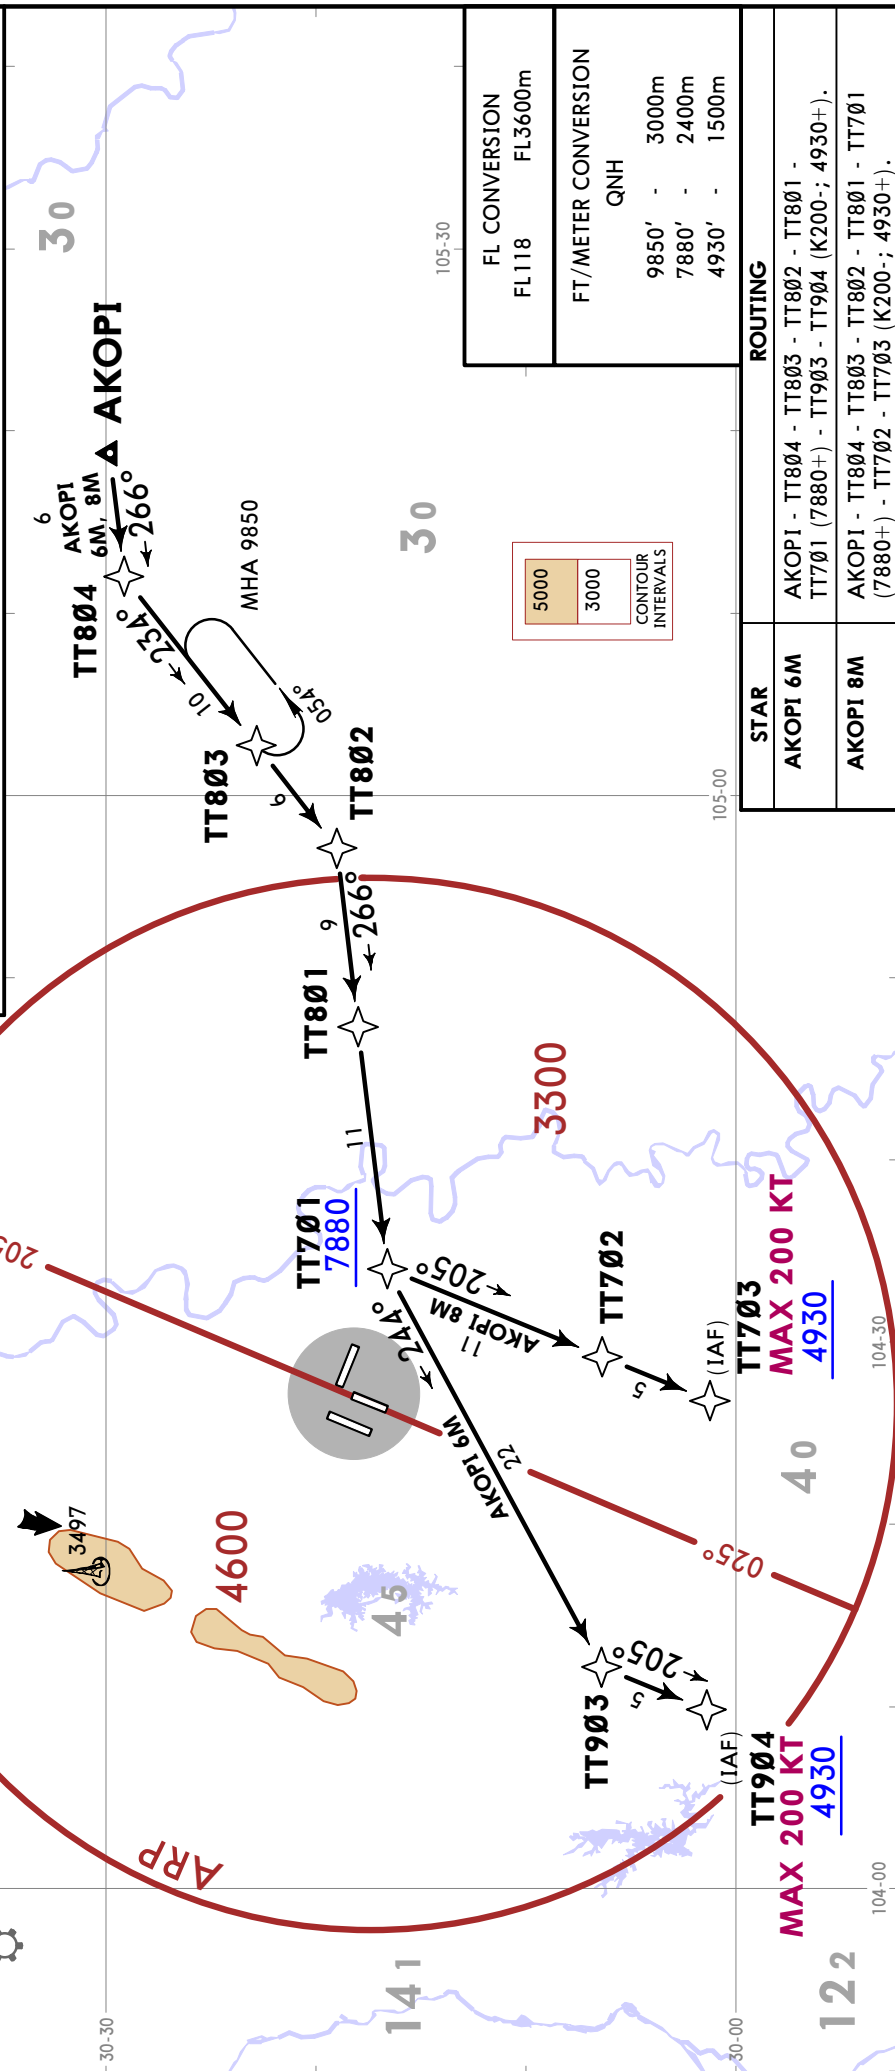 30
AKOPI
6
AKOPI
6M, 8M
266°
TT8Ø4
234°
10
MHA 9850
054°
TT8Ø3
6
TT8Ø2
266°
9
TT8Ø1
11
TT7Ø1
7880
205°
AKOPI 8M
11
TT7Ø2
5
(IAF)
TT7Ø3
MAX 200 KT
4930
244°
AKOPI 6M
22
TT9Ø3
205°
5
(IAF)
TT9Ø4
MAX 200 KT
4930
205°
025°
3300
4600
3497
45
40
30
ARP
141
122
30-30
30-00
105-30
105-00
104-30
104-00
5000
3000
CONTOUR
INTERVALS
FL CONVERSION
FL118 FL3600m
FT/METER CONVERSION
QNH
9850' - 3000m
7880' - 2400m
4930' - 1500m
STAR ROUTING
AKOPI 6M
AKOPI - TT8Ø4 - TT8Ø3 - TT8Ø2 - TT8Ø1 -
TT7Ø1 (7880+) - TT9Ø3 - TT9Ø4 (K200-; 4930+).
AKOPI 8M
AKOPI - TT8Ø4 - TT8Ø3 - TT8Ø2 - TT8Ø1 - TT7Ø1
(7880+) - TT7Ø2 - TT7Ø3 (K200-; 4930+).